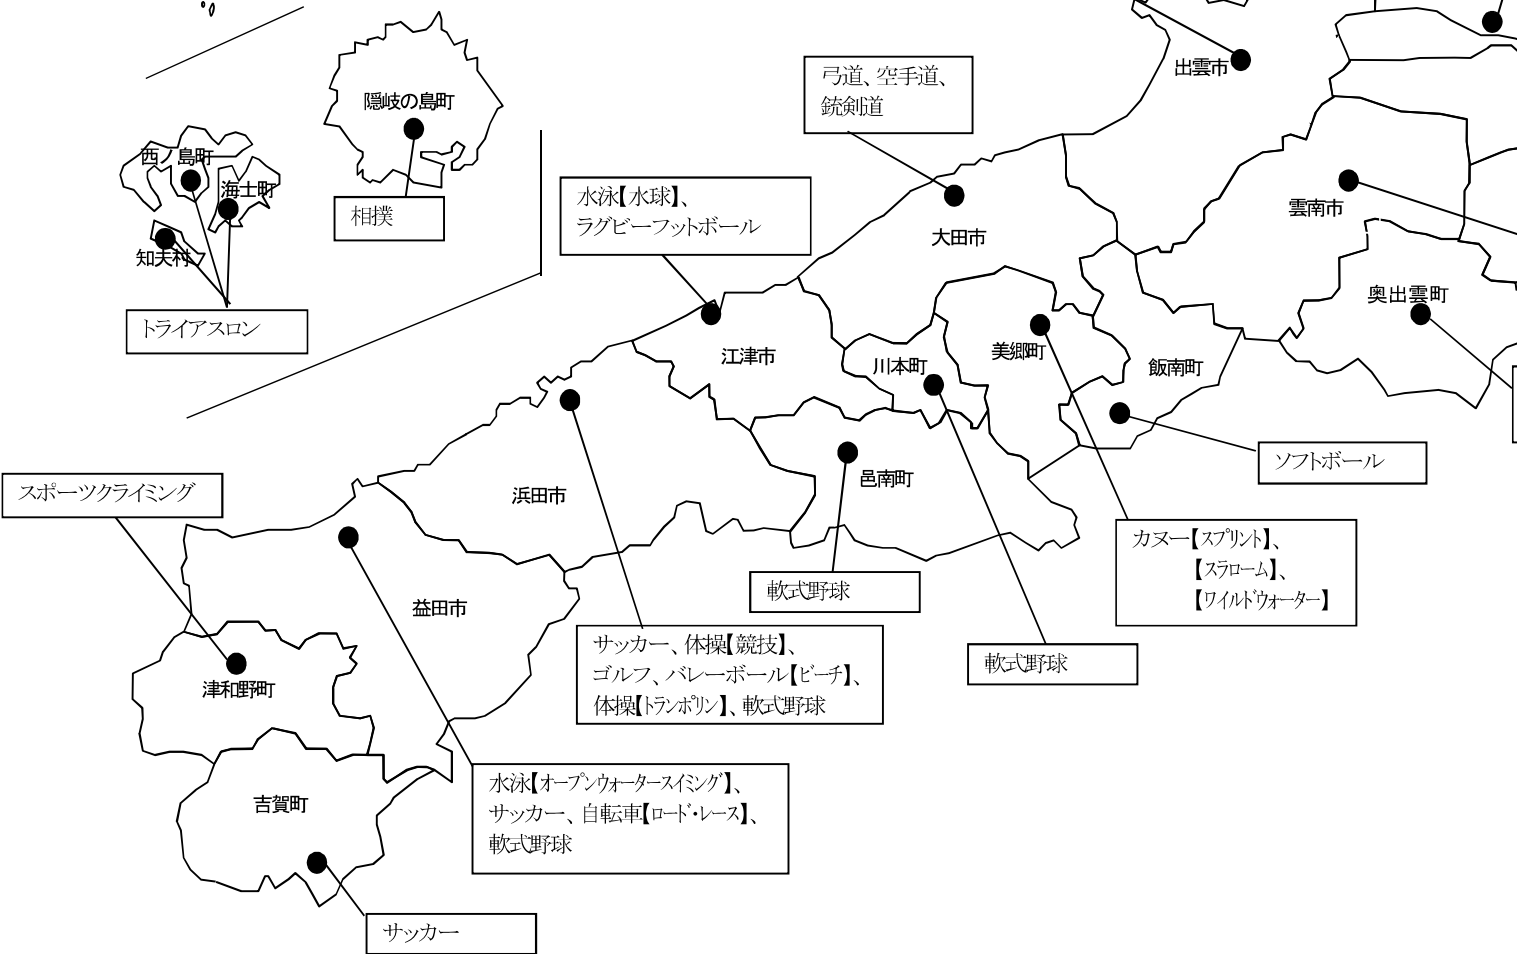 出雲市
弓道、空手道、
銃剣道
隠岐の島町
西ノ島町
海士町
知夫村
相撲
トライアスロン
水泳【水球】、
ラグビーフットボール
大田市
雲南市
奥出雲町
江津市
川本町
美郷町
飯南町
ソフトボール
スポーツクライミング
浜田市
邑南町
カヌー【スプリント】、
【スラローム】、
【ワイルドウォーター】
軟式野球
軟式野球
益田市
サッカー、体操【競技】、
ゴルフ、バレーボール【ビーチ】、
体操【トランポリン】、軟式野球
津和野町
水泳【オープンウォータースイミング】、
サッカー、自転車【ロード・レース】、
軟式野球
吉賀町
サッカー